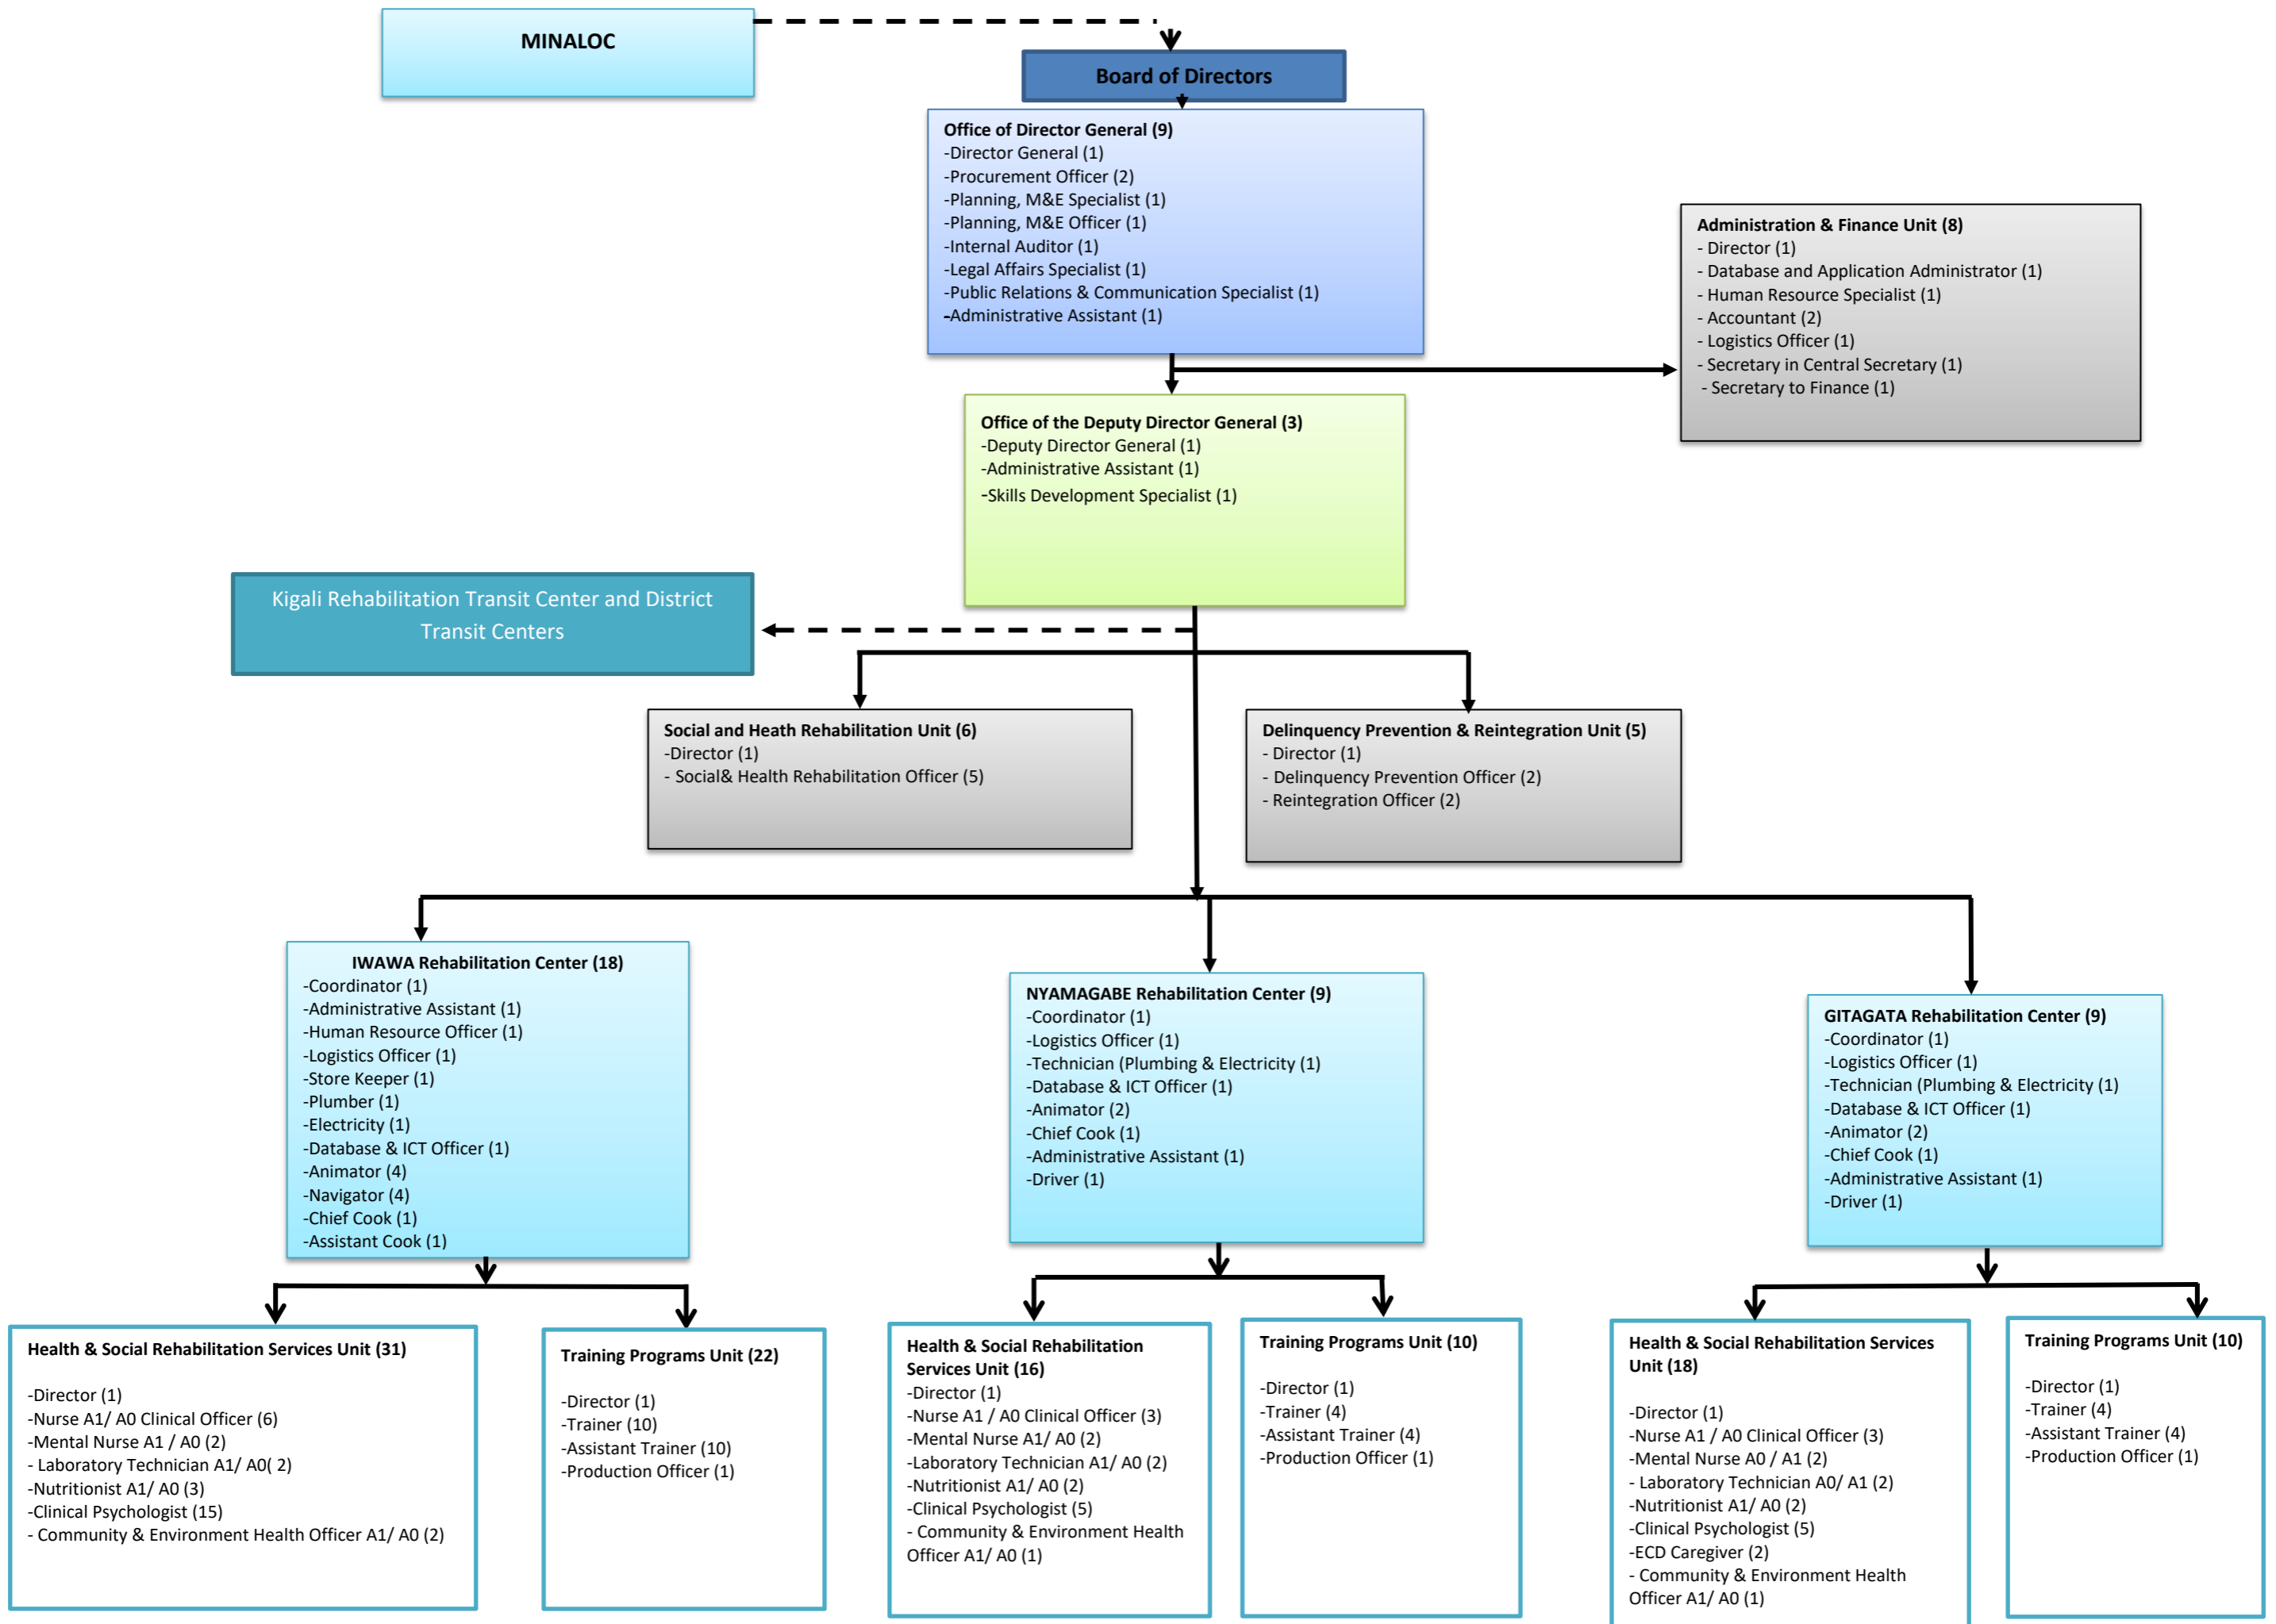 MINALOC
Board of Directors
Office of Director General (9)
-Director General (1)
-Procurement Officer (2)
-Planning, M&E Specialist (1)
-Planning, M&E Officer (1)
-Internal Auditor (1)
-Legal Affairs Specialist (1)
-Public Relations & Communication Specialist (1)
-Administrative Assistant (1)
Administration & Finance Unit (8)
- Director (1)
- Database and Application Administrator (1)
- Human Resource Specialist (1)
- Accountant (2)
- Logistics Officer (1)
- Secretary in Central Secretary (1)
- Secretary to Finance (1)
Office of the Deputy Director General (3)
-Deputy Director General (1)
-Administrative Assistant (1)
-Skills Development Specialist (1)
Kigali Rehabilitation Transit Center and District
Transit Centers
Social and Heath Rehabilitation Unit (6)
-Director (1)
- Social& Health Rehabilitation Officer (5)
Delinquency Prevention & Reintegration Unit (5)
- Director (1)
- Delinquency Prevention Officer (2)
- Reintegration Officer (2)
IWAWA Rehabilitation Center (18)
-Coordinator (1)
-Administrative Assistant (1)
-Human Resource Officer (1)
-Logistics Officer (1)
-Store Keeper (1)
-Plumber (1)
-Electricity (1)
-Database & ICT Officer (1)
-Animator (4)
-Navigator (4)
-Chief Cook (1)
-Assistant Cook (1)
NYAMAGABE Rehabilitation Center (9)
-Coordinator (1)
-Logistics Officer (1)
-Technician (Plumbing & Electricity (1)
-Database & ICT Officer (1)
-Animator (2)
-Chief Cook (1)
-Administrative Assistant (1)
-Driver (1)
GITAGATA Rehabilitation Center (9)
-Coordinator (1)
-Logistics Officer (1)
-Technician (Plumbing & Electricity (1)
-Database & ICT Officer (1)
-Animator (2)
-Chief Cook (1)
-Administrative Assistant (1)
-Driver (1)
Health & Social Rehabilitation Services Unit (31)
-Director (1)
-Nurse A1/ A0 Clinical Officer (6)
-Mental Nurse A1 / A0 (2)
- Laboratory Technician A1/ A0( 2)
-Nutritionist A1/ A0 (3)
-Clinical Psychologist (15)
- Community & Environment Health Officer A1/ A0 (2)
Training Programs Unit (22)
-Director (1)
-Trainer (10)
-Assistant Trainer (10)
-Production Officer (1)
Health & Social Rehabilitation
Services Unit (16)
-Director (1)
-Nurse A1 / A0 Clinical Officer (3)
-Mental Nurse A1/ A0 (2)
-Laboratory Technician A1/ A0 (2)
-Nutritionist A1/ A0 (2)
-Clinical Psychologist (5)
- Community & Environment Health
Officer A1/ A0 (1)
Training Programs Unit (10)
-Director (1)
-Trainer (4)
-Assistant Trainer (4)
-Production Officer (1)
Health & Social Rehabilitation Services
Unit (18)
-Director (1)
-Nurse A1 / A0 Clinical Officer (3)
-Mental Nurse A0 / A1 (2)
- Laboratory Technician A0/ A1 (2)
-Nutritionist A1/ A0 (2)
-Clinical Psychologist (5)
-ECD Caregiver (2)
- Community & Environment Health
Officer A1/ A0 (1)
Training Programs Unit (10)
-Director (1)
-Trainer (4)
-Assistant Trainer (4)
-Production Officer (1)